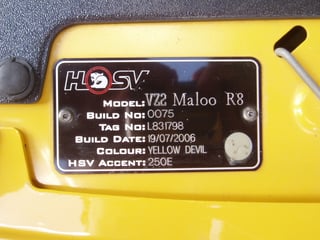 HSV
MODEL: VZ2 Maloo R8
BUILD NO: 0075
TAG NO: L831798
BUILD DATE: 19/07/2006
COLOUR: YELLOW DEVIL
HSV ACCENT: 250E